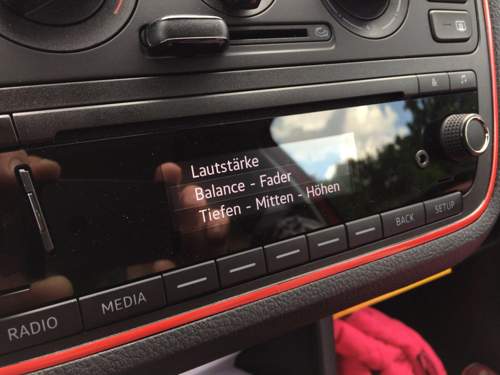 Lautstärke
Balance - Fader
Tiefen - Mitten - Höhen
RADIO
MEDIA
BACK
SETUP